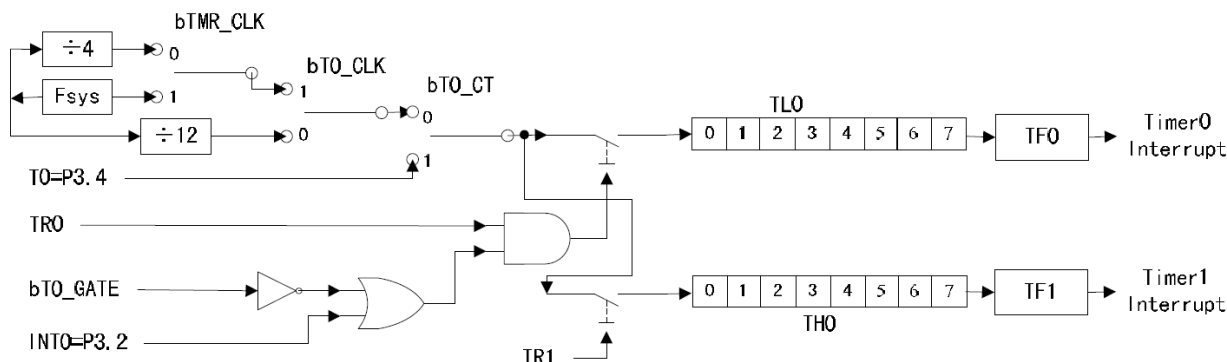 bTMR_CLK
÷4
0
bT0_CLK
Fsys
1
1
bT0_CT
0
÷12
0
TL0
0 1 2 3 4 5 6 7
TF0
Timer0
Interrupt
1
T0=P3.4
TR0
bT0_GATE
INT0=P3.2
0 1 2 3 4 5 6 7
TH0
TF1
Timer1
Interrupt
TR1